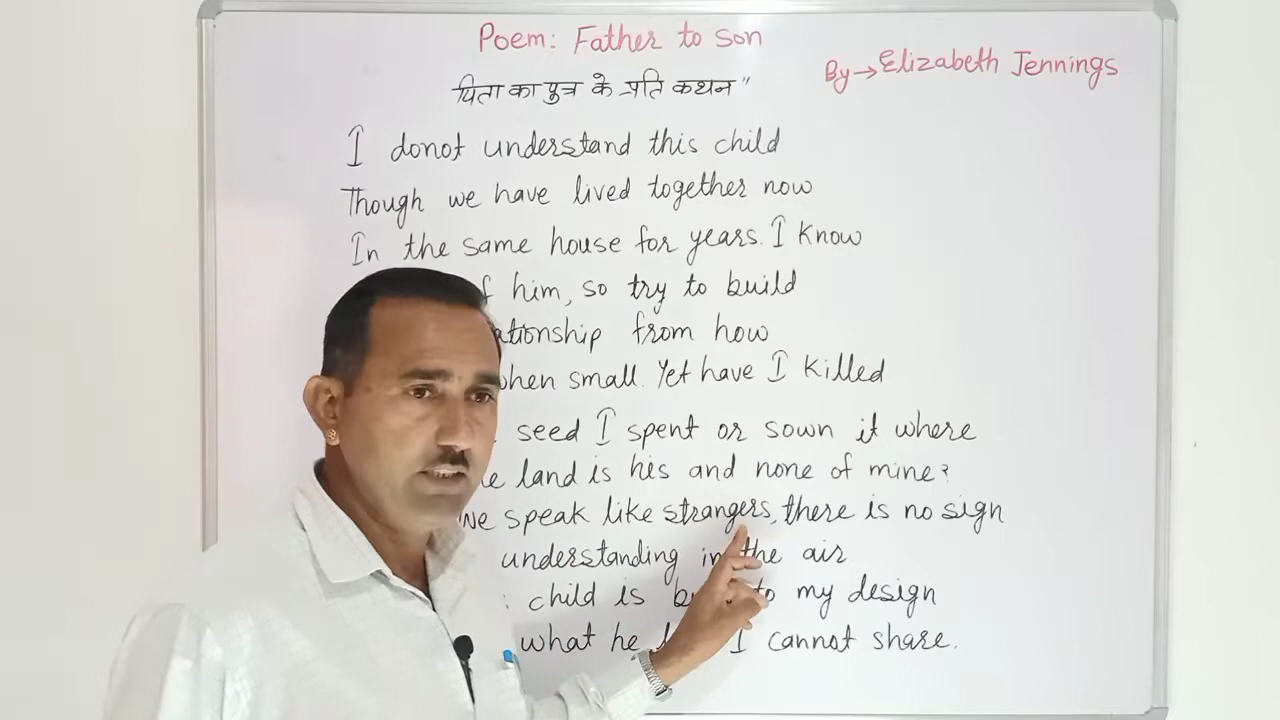 Poem: Father to son
By→Elizabeth Jennings
पिता का पुत्र के प्रति कथन"
I donot understand this child
Though we have lived together now
In the same house for years. I know
him, so try to build
from how
when small. Yet have I killed
seed I spent or sown it where
land is his and none of mine?
We speak like strangers, there is no sign
understanding in the air
child is my design
what he I cannot share.